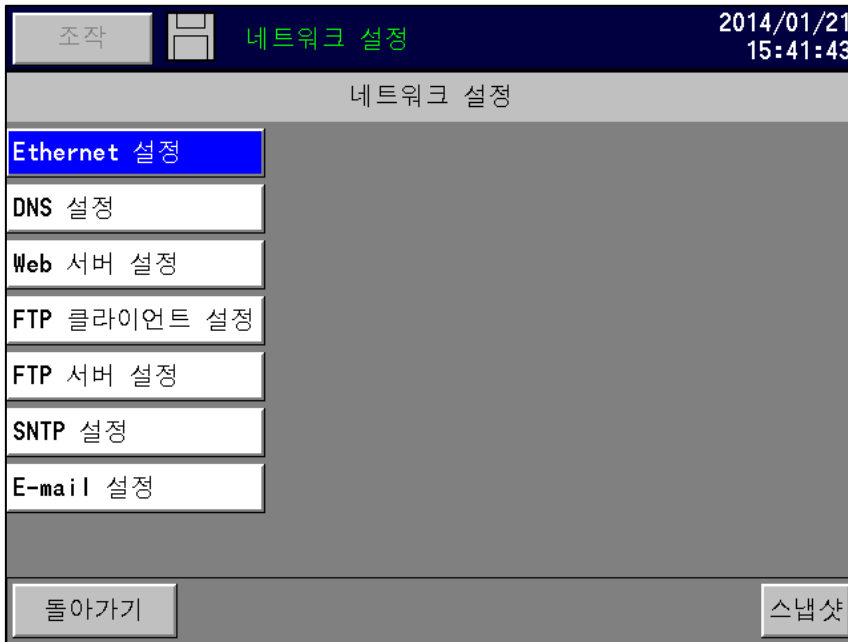 조작
네트워크 설정
2014/01/21
15:41:43
네트워크 설정
Ethernet 설정
DNS 설정
Web 서버 설정
FTP 클라이언트 설정
FTP 서버 설정
SNTP 설정
E-mail 설정
돌아가기
스냅샷